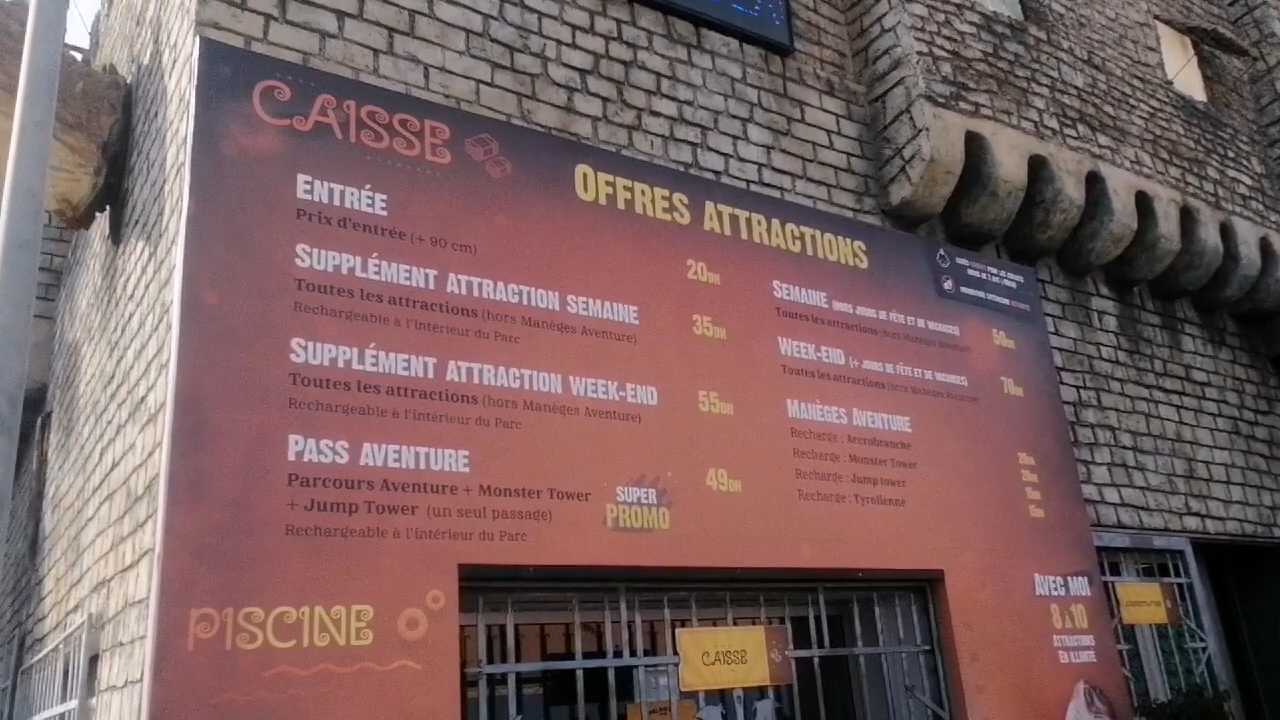 CAISSE
OFFRES ATTRACTIONS
ENTRÉE
Prix d'entrée (+ 90 cm)
20DH
SUPPLÉMENT ATTRACTION SEMAINE
Toutes les attractions (hors Manèges Aventure)
Rechargeable à l'intérieur du Parc
35DH
SUPPLÉMENT ATTRACTION WEEK-END
Toutes les attractions (hors Manèges Aventure)
Rechargeable à l'intérieur du Parc
55DH
PASS AVENTURE
Parcours Aventure + Monster Tower
+ Jump Tower (un seul passage)
Rechargeable à l'intérieur du Parc
SUPER
PROMO
49DH
SEMAINE (HORS JOURS DE FÊTE ET DE VACANCES)
Toutes les attractions (hors Manèges Aventure)
50DH
WEEK-END (+ JOURS DE FÊTE ET DE VACANCES)
Toutes les attractions (hors Manèges Aventure)
70DH
MANÈGES AVENTURE
Recharge : Accrobranche
20DH
Recharge : Monster Tower
20DH
Recharge : Jump tower
15DH
Recharge : Tyrolienne
15DH
PISCINE
CAISSE
AVEC MOI
8 à 10
ATTRACTIONS
EN ILLIMITÉ